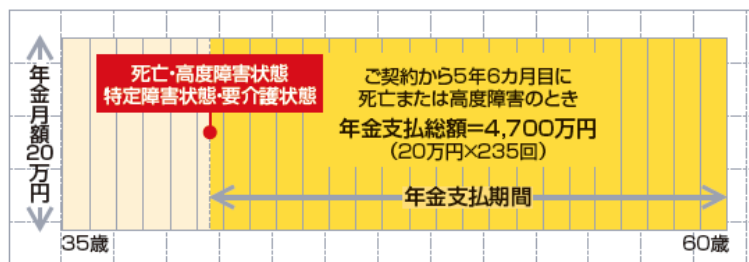 年金月額20万円
死亡・高度障害状態
特定障害状態・要介護状態
ご契約から5年6カ月目に
死亡または高度障害のとき
年金支払総額=4,700万円
(20万円×235回)
年金支払期間
35歳
60歳